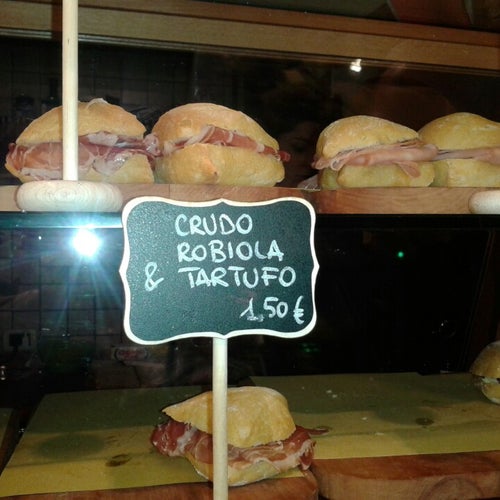 CRUDO
ROBIOLA
& TARTUFO
1,50 €